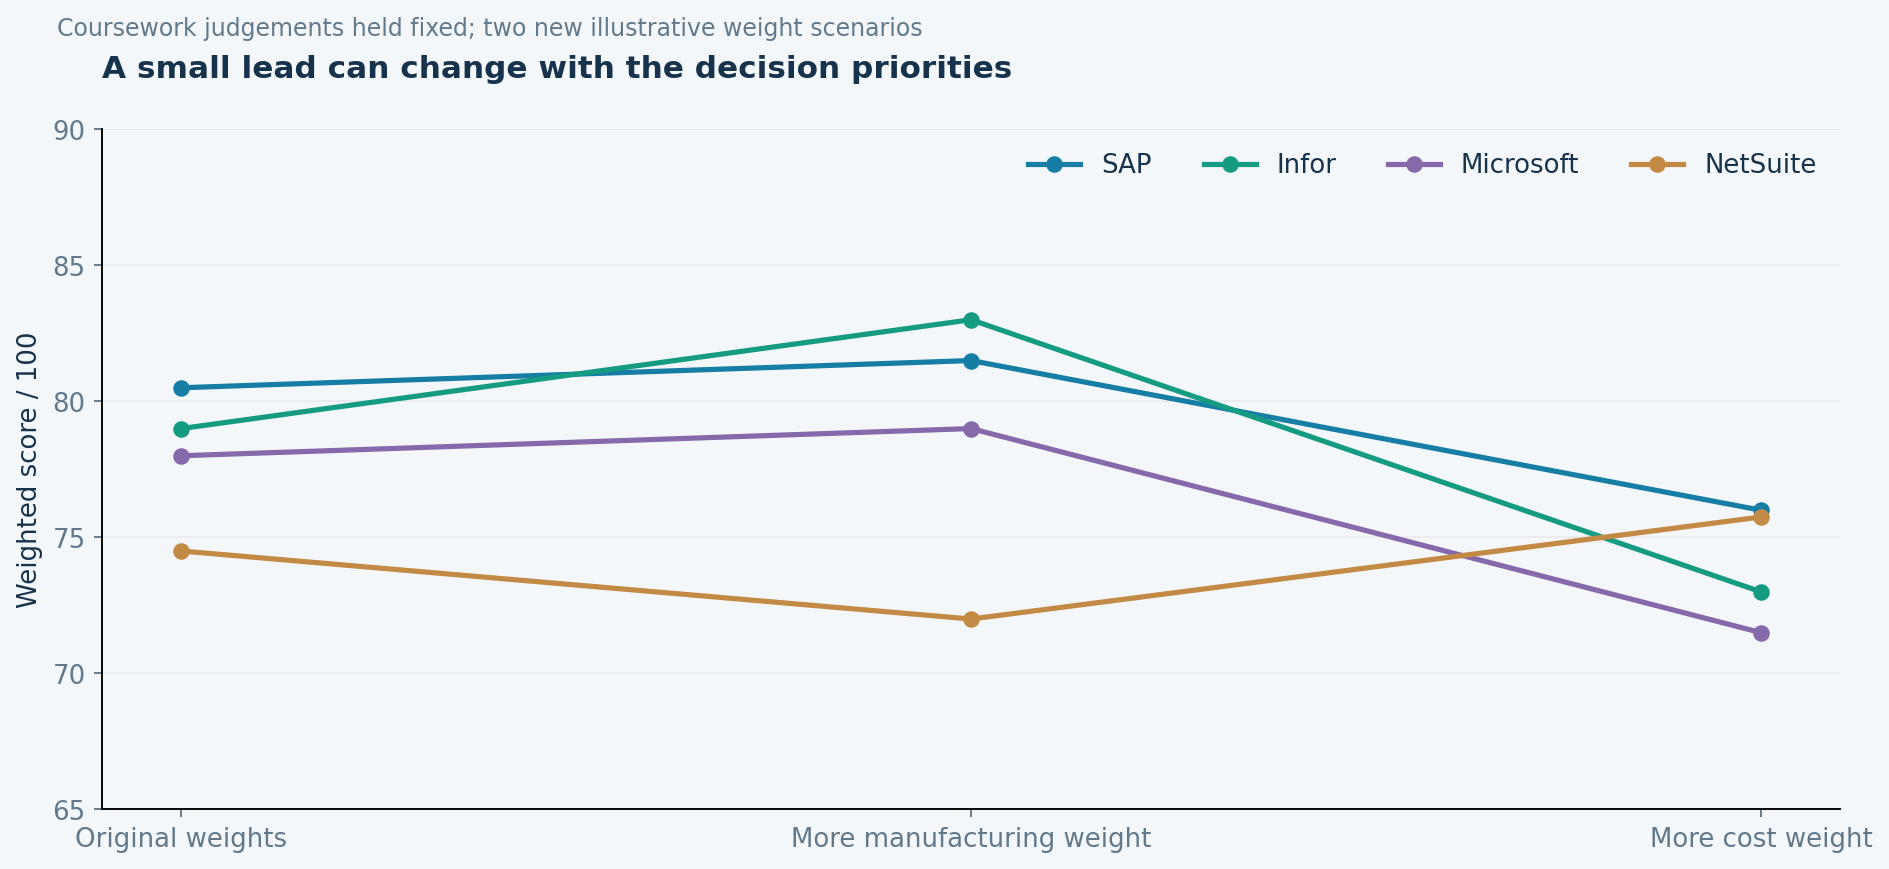 Coursework judgements held fixed; two new illustrative weight scenarios
A small lead can change with the decision priorities
SAP Infor Microsoft NetSuite
Weighted score / 100
90
85
80
75
70
65
Original weights More manufacturing weight More cost weight